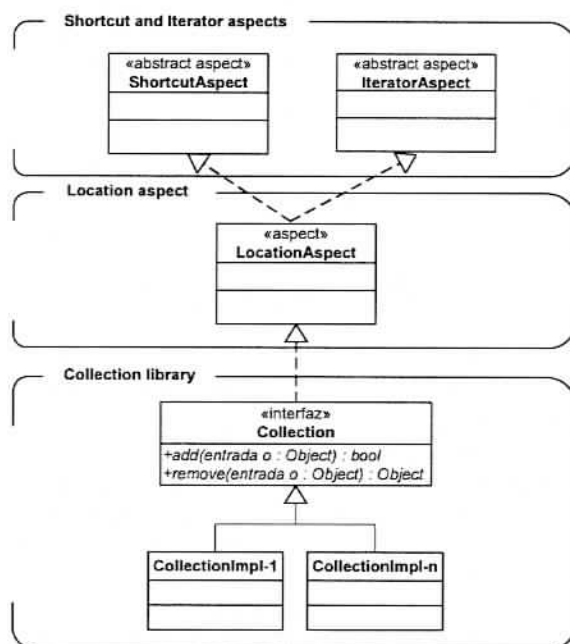 Shortcut and Iterator aspects
«abstract aspect»
ShortcutAspect
«abstract aspect»
IteratorAspect
Location aspect
«aspect»
LocationAspect
Collection library
«interfaz»
Collection
+add(entrada o : Object) : bool
+remove(entrada o : Object) : Object
CollectionImpl-1
CollectionImpl-n